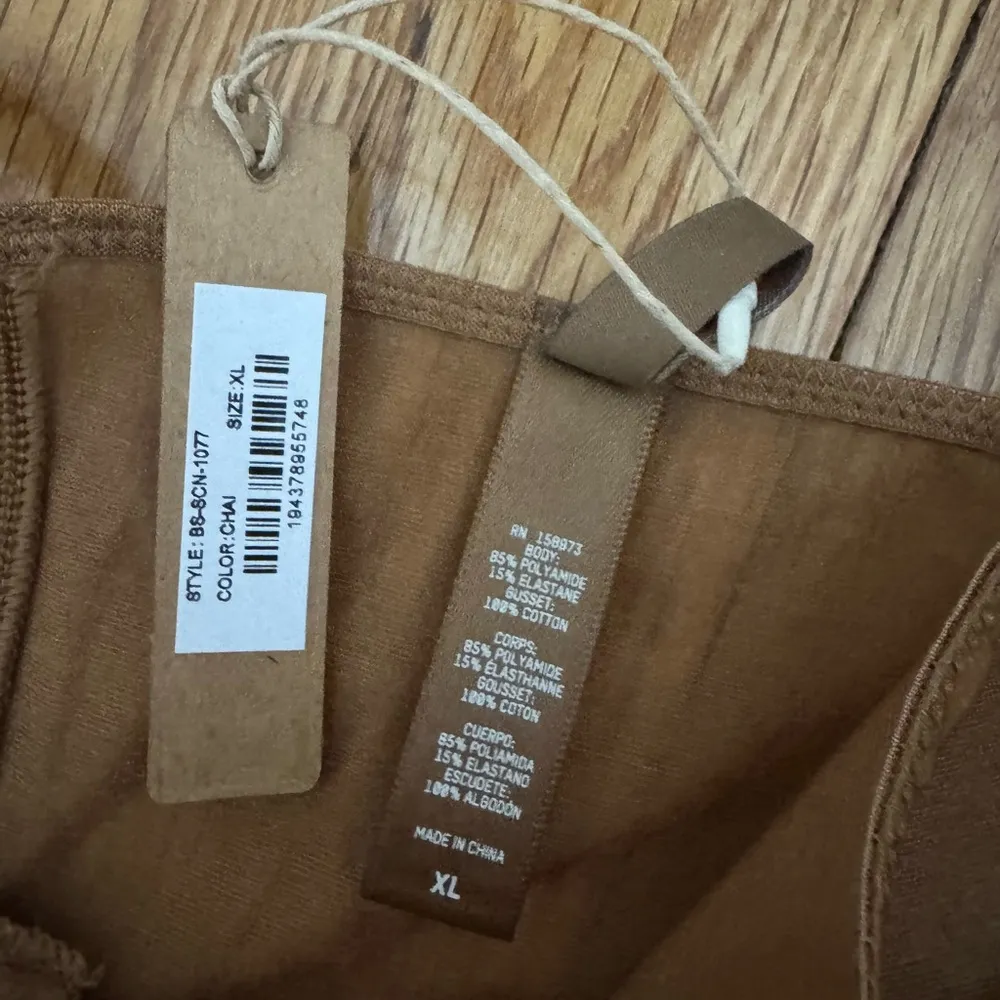 STYLE: BS-SCN-1077
COLOR:CHAI
SIZE:XL
194378955748
RN 158973
BODY:
85% POLYAMIDE
15% ELASTANE
GUSSET:
100% COTTON
CORPS:
85% POLYAMIDE
15% ÉLASTHANNE
GOUSSET:
100% COTON
CUERPO:
85% POLIAMIDA
15% ELASTANO
ESCUDETE:
100% ALGODÓN
MADE IN CHINA
XL